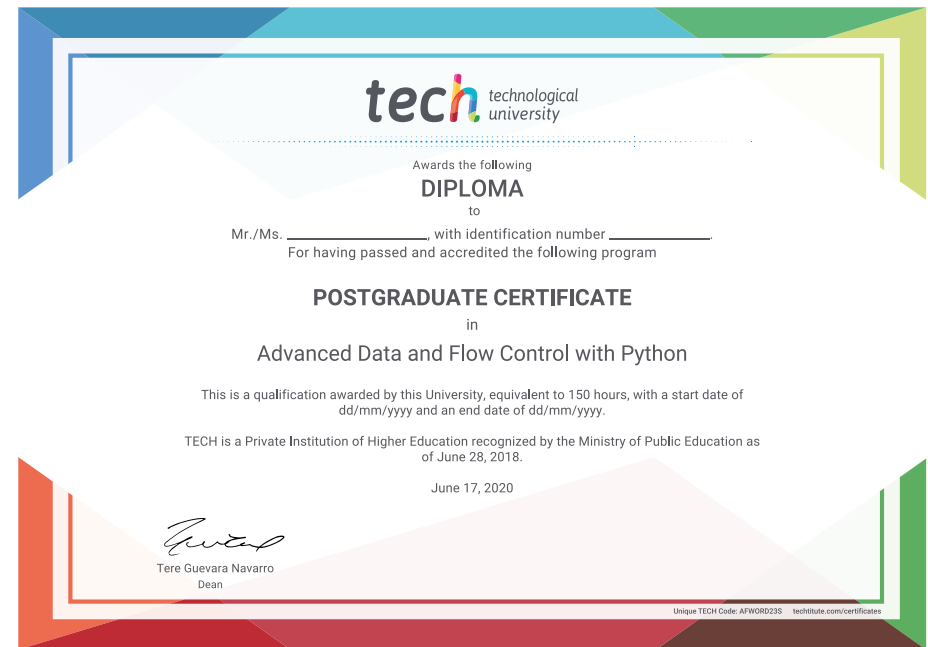 tech technological
university
Awards the following
DIPLOMA
to
Mr./Ms. ____________________, with identification number ______________.
For having passed and accredited the following program
POSTGRADUATE CERTIFICATE
in
Advanced Data and Flow Control with Python
This is a qualification awarded by this University, equivalent to 150 hours, with a start date of
dd/mm/yyyy and an end date of dd/mm/yyyy.
TECH is a Private Institution of Higher Education recognized by the Ministry of Public Education as
of June 28, 2018.
June 17, 2020
Tere Guevara Navarro
Dean
Unique TECH Code: AFWORD23S techtitute.com/certificates